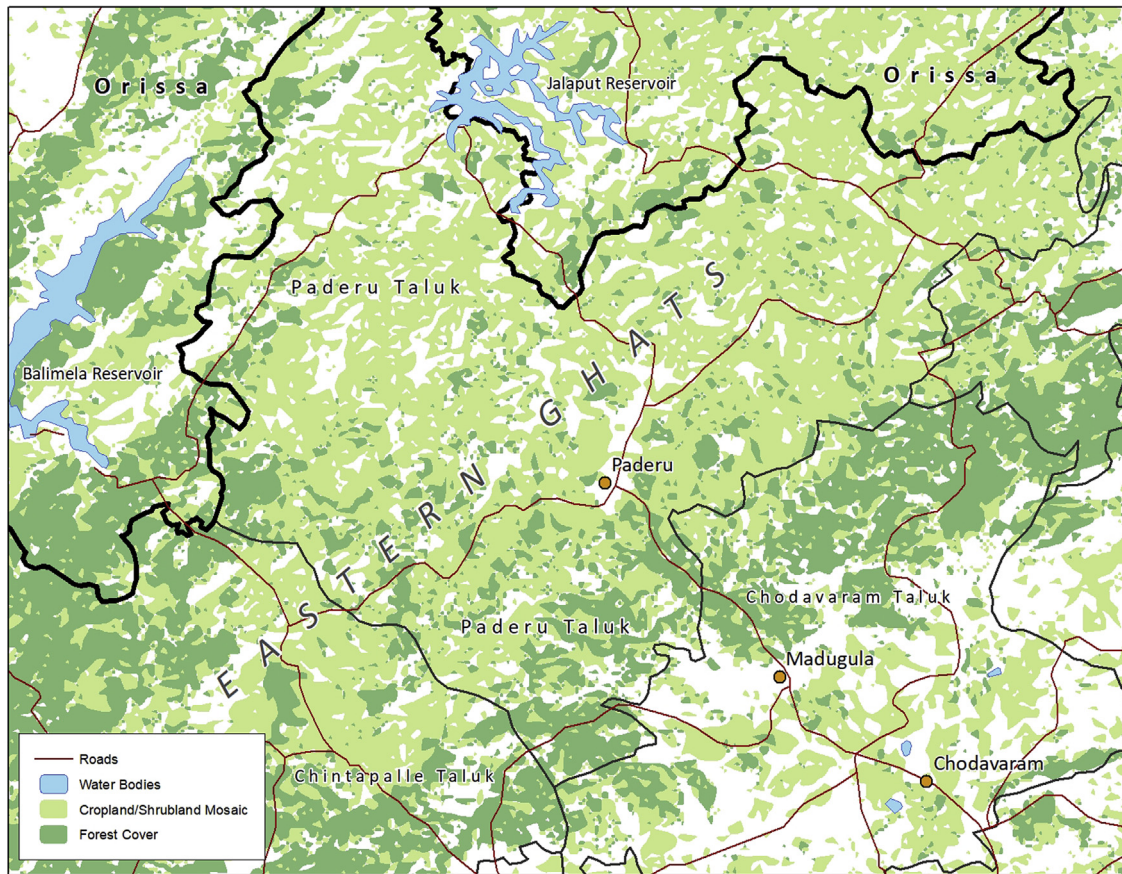 Orissa
Jalaput Reservoir
Orissa
Paderu Taluk
Balimela Reservoir
EASTERN GHATS
Paderu
Chodavaram Taluk
Paderu Taluk
Madugula
Chodavaram
Chintapalle Taluk
Roads
Water Bodies
Cropland/Shrubland Mosaic
Forest Cover